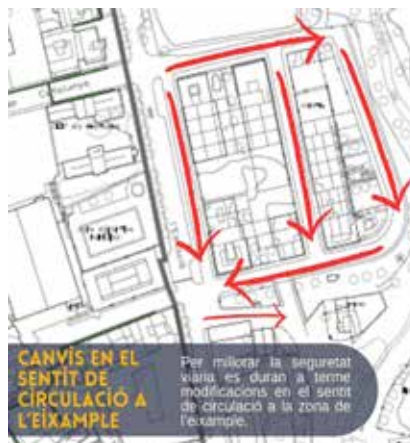 CANVIS EN EL
SENTIT DE
CIRCULACIÓ A
L'EIXAMPLE
Per millorar la seguretat
viària es duran a terme
modificacions en el sentit
de circulació a la zona de
l'eixample.